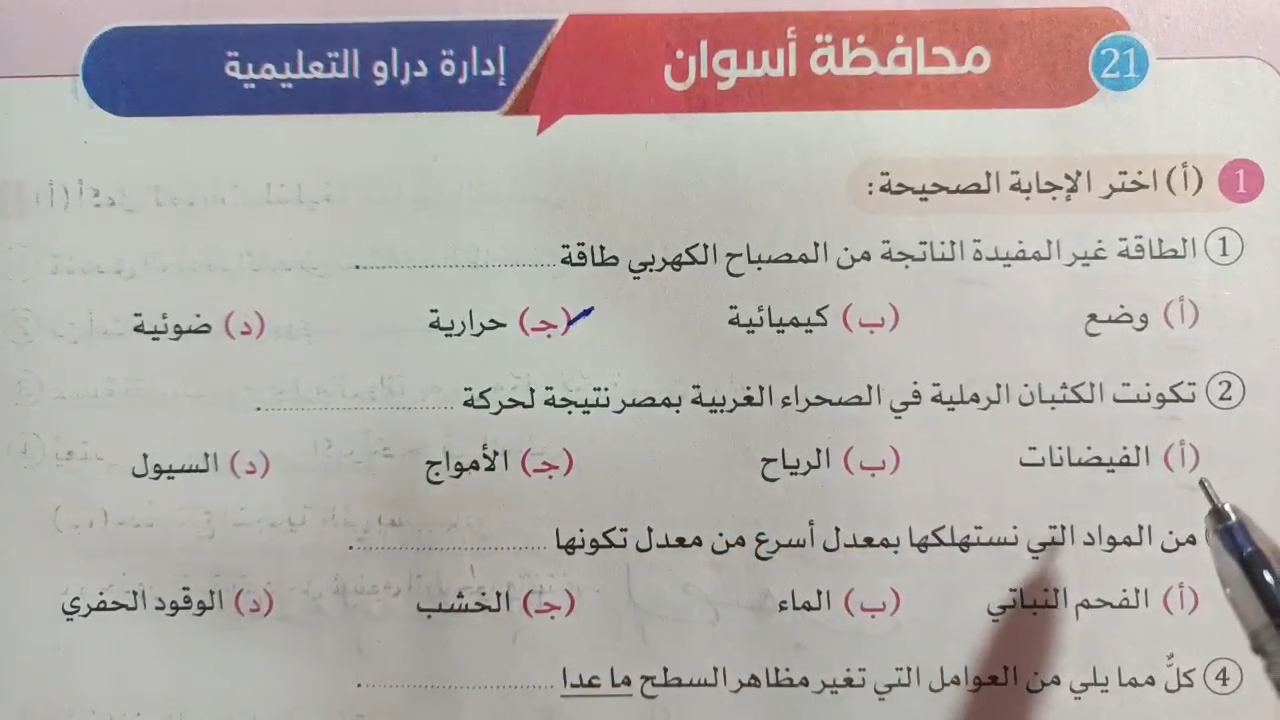 21 محافظة أسوان إدارة دراو التعليمية
1 (أ) اختر الإجابة الصحيحة:
1 الطاقة غير المفيدة الناتجة من المصباح الكهربي طاقة ..............................
(أ) وضع (ب) كيميائية (جـ) حرارية (د) ضوئية
2 تكونت الكثبان الرملية في الصحراء الغربية بمصر نتيجة لحركة ..............................
(أ) الفيضانات (ب) الرياح (جـ) الأمواج (د) السيول
من المواد التي نستهلكها بمعدل أسرع من معدل تكونها ..............................
(أ) الفحم النباتي (ب) الماء (جـ) الخشب (د) الوقود الحفري
4 كلٌّ مما يلي من العوامل التي تغير مظاهر السطح ما عدا ..............................